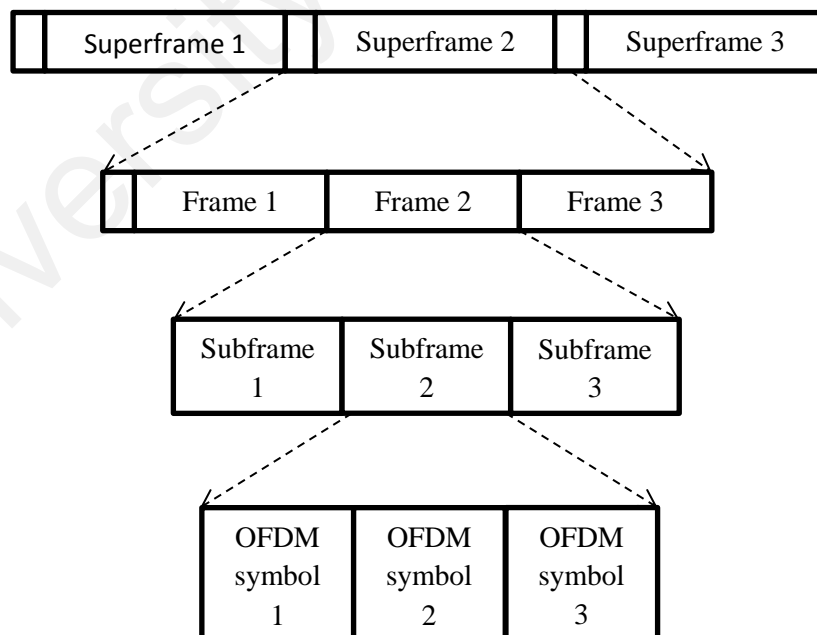 Superframe 1 Superframe 2 Superframe 3
Frame 1 Frame 2 Frame 3
Subframe Subframe Subframe
1 2 3
OFDM OFDM OFDM
symbol symbol symbol
1 2 3